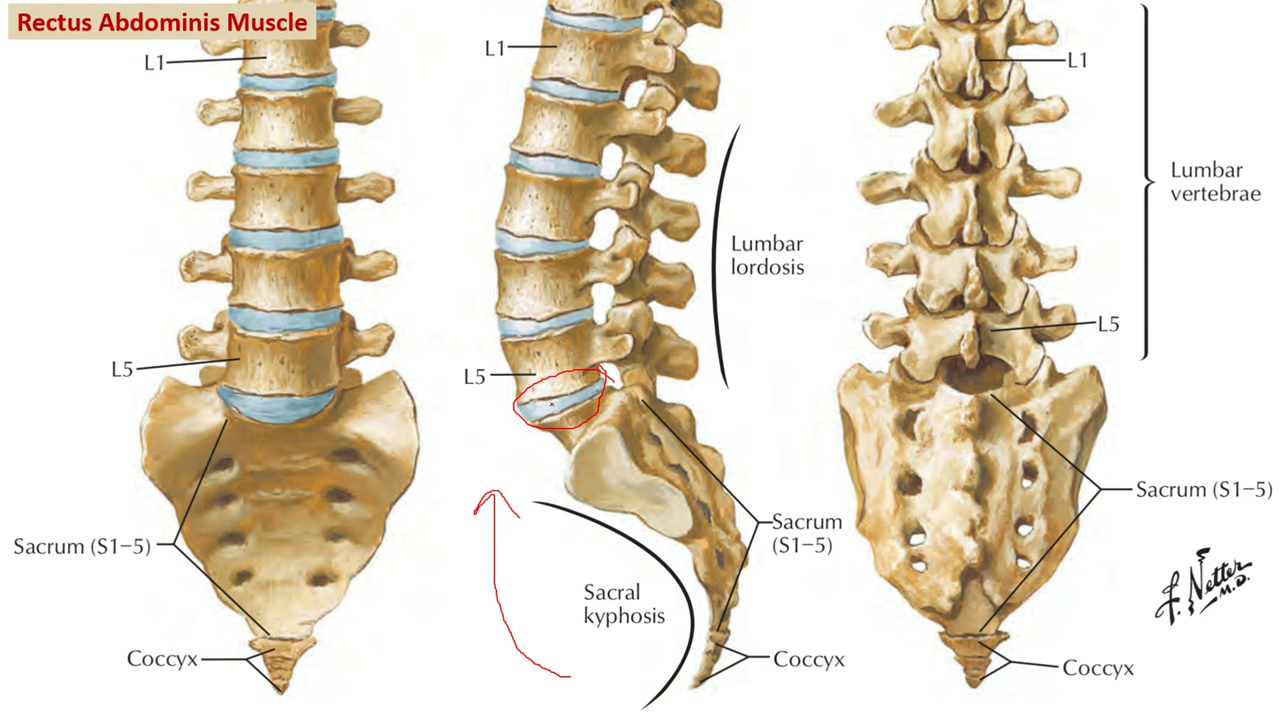 Rectus Abdominis Muscle
L1
L5
Sacrum (S1–5)
Coccyx
L1
Lumbar
lordosis
L5
Sacrum
(S1–5)
Sacral
kyphosis
Coccyx
L1
Lumbar
vertebrae
L5
Sacrum (S1–5)
Coccyx
F. Netter
M.D.